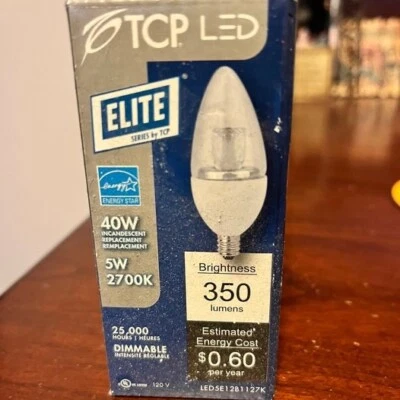 TCP LED
ELITE
SERIES by TCP
energy
ENERGY STAR
40W
INCANDESCENT
REPLACEMENT
REMPLACEMENT
5W
2700K
25,000
HOURS | HEURES
DIMMABLE
INTENSITÉ RÉGLABLE
120 V
Brightness
350
lumens
Estimated
Energy Cost
$0.60
per year
LED5E12B1127K